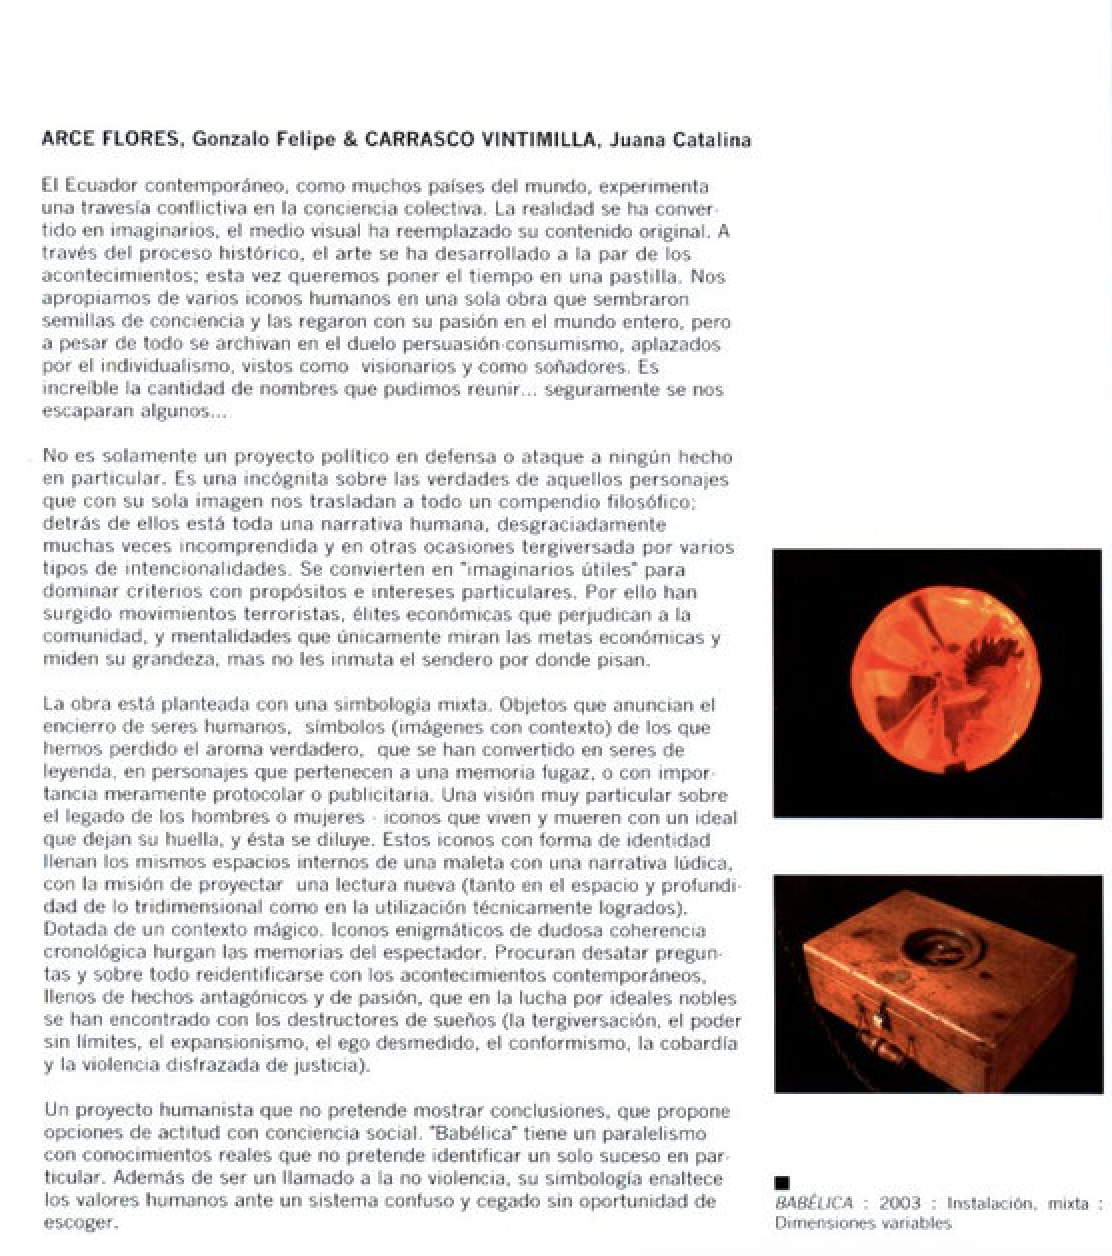 ARCE FLORES, Gonzalo Felipe & CARRASCO VINTIMILLA, Juana Catalina
El Ecuador contemporáneo, como muchos países del mundo, experimenta
una travesía conflictiva en la conciencia colectiva. La realidad se ha conver-
tido en imaginarios, el medio visual ha reemplazado su contenido original. A
través del proceso histórico, el arte se ha desarrollado a la par de los
acontecimientos; esta vez queremos poner el tiempo en una pastilla. Nos
apropiamos de varios iconos humanos en una sola obra que sembraron
semillas de conciencia y las regaron con su pasión en el mundo entero, pero
a pesar de todo se archivan en el duelo persuasión-consumismo, aplazados
por el individualismo, vistos como visionarios y como soñadores. Es
increíble la cantidad de nombres que pudimos reunir... seguramente se nos
escaparan algunos...
No es solamente un proyecto político en defensa o ataque a ningún hecho
en particular. Es una incógnita sobre las verdades de aquellos personajes
que con su sola imagen nos trasladan a todo un compendio filosófico;
detrás de ellos está toda una narrativa humana, desgraciadamente
muchas veces incomprendida y en otras ocasiones tergiversada por varios
tipos de intencionalidades. Se convierten en "imaginarios útiles" para
dominar criterios con propósitos e intereses particulares. Por ello han
surgido movimientos terroristas, élites económicas que perjudican a la
comunidad, y mentalidades que únicamente miran las metas económicas y
miden su grandeza, mas no les inmuta el sendero por donde pisan.
La obra está planteada con una simbología mixta. Objetos que anuncian el
encierro de seres humanos, símbolos (imágenes con contexto) de los que
hemos perdido el aroma verdadero, que se han convertido en seres de
leyenda, en personajes que pertenecen a una memoria fugaz, o con impor-
tancia meramente protocolar o publicitaria. Una visión muy particular sobre
el legado de los hombres o mujeres - iconos que viven y mueren con un ideal
que dejan su huella, y ésta se diluye. Estos iconos con forma de identidad
llenan los mismos espacios internos de una maleta con una narrativa lúdica,
con la misión de proyectar una lectura nueva (tanto en el espacio y profundi-
dad de lo tridimensional como en la utilización técnicamente logrados).
Dotada de un contexto mágico. Iconos enigmáticos de dudosa coherencia
cronológica hurgan las memorias del espectador. Procuran desatar pregun-
tas y sobre todo reidentificarse con los acontecimientos contemporáneos,
llenos de hechos antagónicos y de pasión, que en la lucha por ideales nobles
se han encontrado con los destructores de sueños (la tergiversación, el poder
sin límites, el expansionismo, el ego desmedido, el conformismo, la cobardía
y la violencia disfrazada de justicia).
Un proyecto humanista que no pretende mostrar conclusiones, que propone
opciones de actitud con conciencia social. "Babélica" tiene un paralelismo
con conocimientos reales que no pretende identificar un solo suceso en par-
ticular. Además de ser un llamado a la no violencia, su simbología enaltece
los valores humanos ante un sistema confuso y cegado sin oportunidad de
escoger.
BABÉLICA : 2003 : Instalación, mixta :
Dimensiones variables